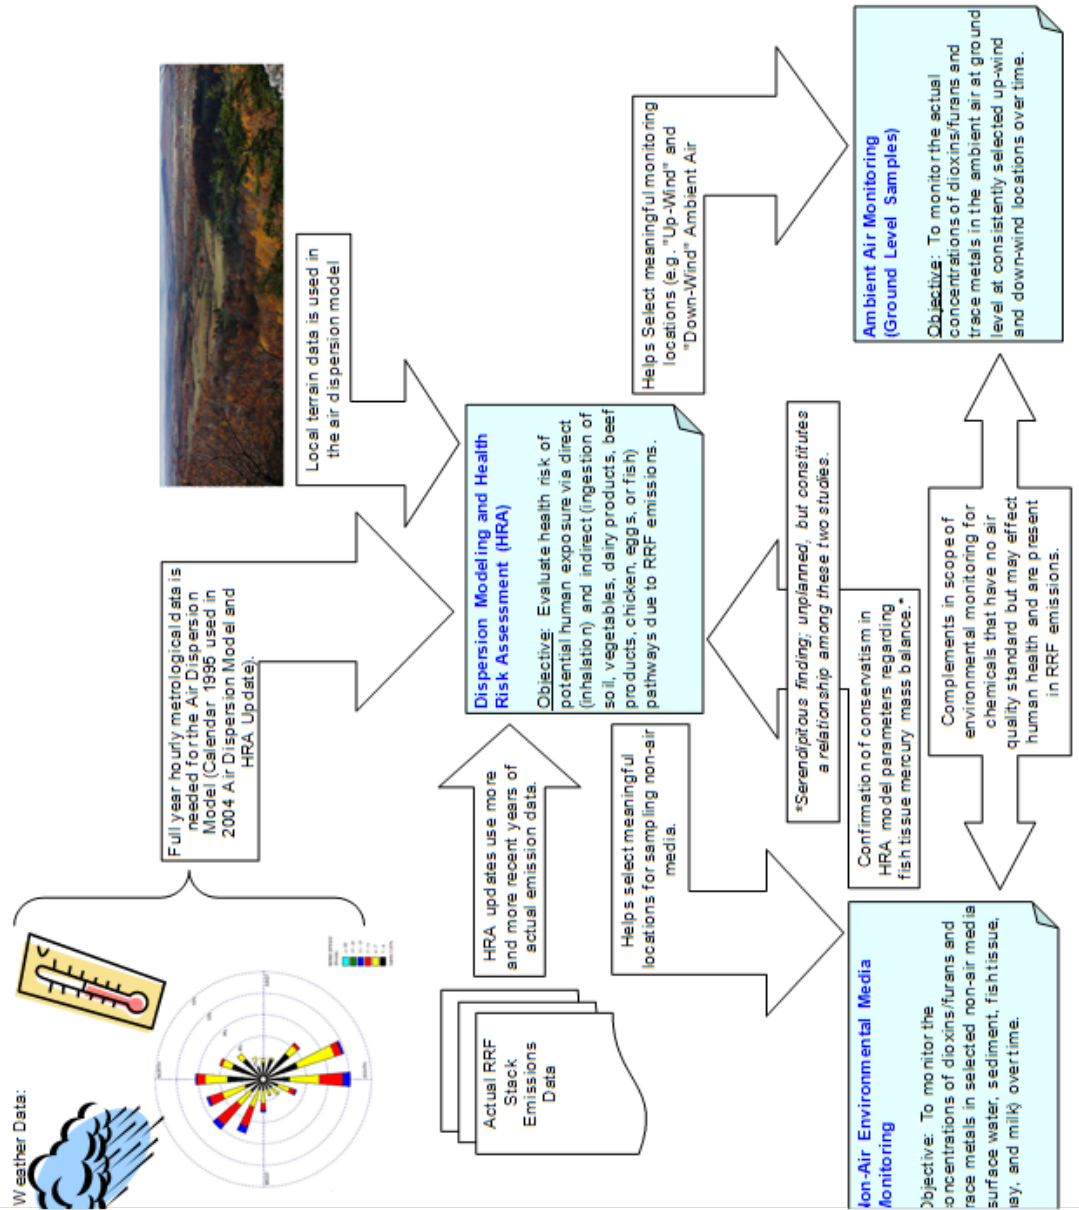 Weather Data:
Full year hourly metrological data is
needed for the Air Dispersion
Model (Calendar 1995 used in
2004 Air Dispersion Model and
HRA Update).
Local terrain data is used in
the air dispersion model
Actual RRF
Stack
Emissions
Data
HRA updates use more
and more recent years of
actual emission data.
Dispersion Modeling and Health
Risk Assessment (HRA)
Objective: Evaluate health risk of
potential human exposure via direct
(inhalation) and indirect (ingestion of
soil, vegetables, dairy products, beef
products, chicken, eggs, or fish)
pathways due to RRF emissions.
Helps select meaningful
locations for sampling non-air
media.
Helps Select meaningful monitoring
locations (e.g. "Up-Wind" and
"Down-Wind" Ambient Air
*Serendipitous finding; unplanned, but constitutes
a relationship among these two studies.
Confirmation of conservatism in
HRA model parameters regarding
fish tissue mercury mass balance.*
Non-Air Environmental Media
Monitoring
Objective: To monitor the
concentrations of dioxins/furans and
trace metals in selected non-air media
surface water, sediment, fish tissue,
hay, and milk) overtime.
Complements in scope of
environmental monitoring for
chemicals that have no air
quality standard but may effect
human health and are present
in RRF emissions.
Ambient Air Monitoring
(Ground Level Samples)
Objective: To monitor the actual
concentrations of dioxins/furans and
trace metals in the ambient air at ground
level at consistently selected up-wind
and down-wind locations over time.